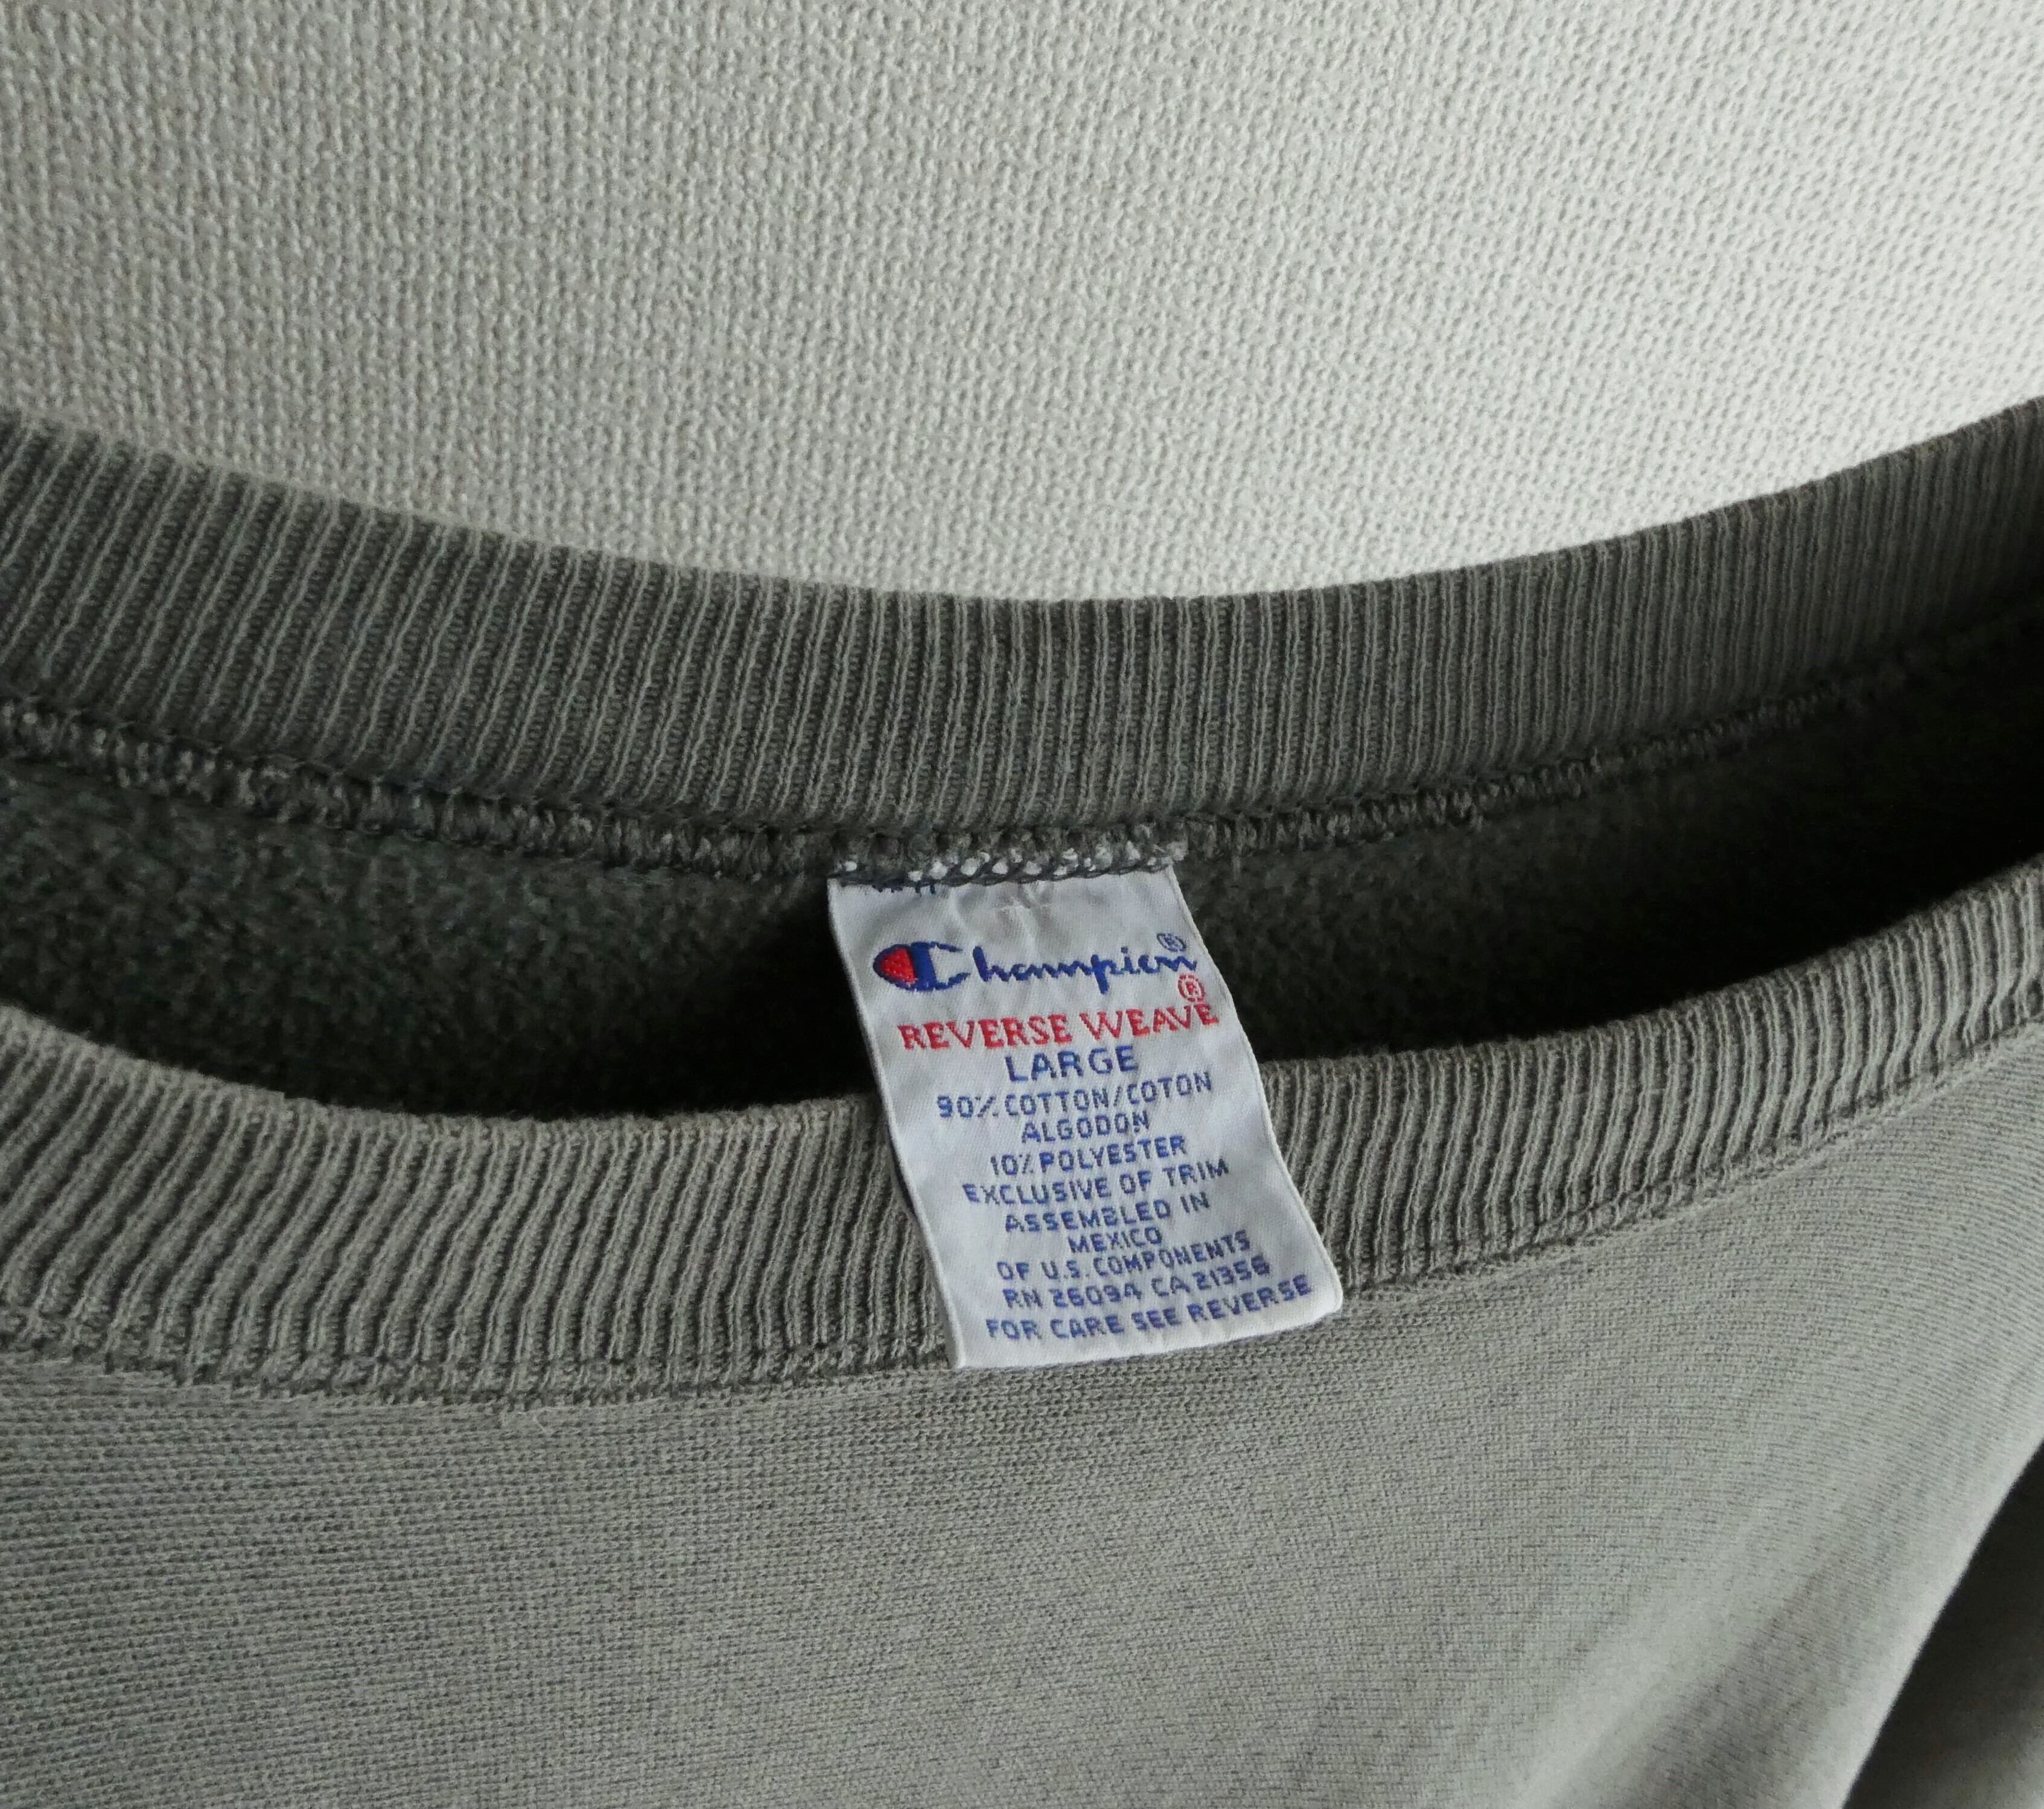 Champion®
REVERSE WEAVE®
LARGE
90% COTTON/COTON
ALGODON
10% POLYESTER
EXCLUSIVE OF TRIM
ASSEMBLED IN
MEXICO
OF U.S. COMPONENTS
RN 26094 CA 21356
FOR CARE SEE REVERSE